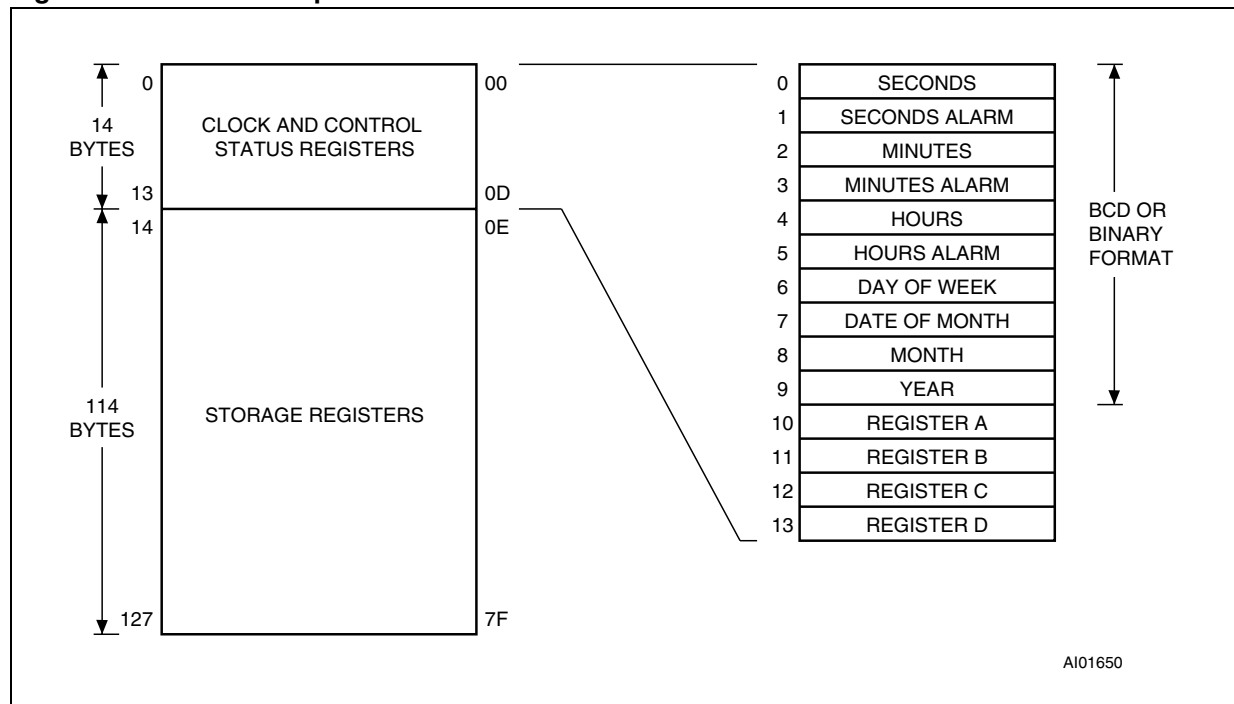 0
00
14
BYTES
CLOCK AND CONTROL
STATUS REGISTERS
13
0D
14
0E
114
BYTES
STORAGE REGISTERS
127
7F
0 SECONDS
1 SECONDS ALARM
2 MINUTES
3 MINUTES ALARM
4 HOURS
5 HOURS ALARM
6 DAY OF WEEK
7 DATE OF MONTH
8 MONTH
9 YEAR
10 REGISTER A
11 REGISTER B
12 REGISTER C
13 REGISTER D
BCD OR
BINARY
FORMAT
AI01650